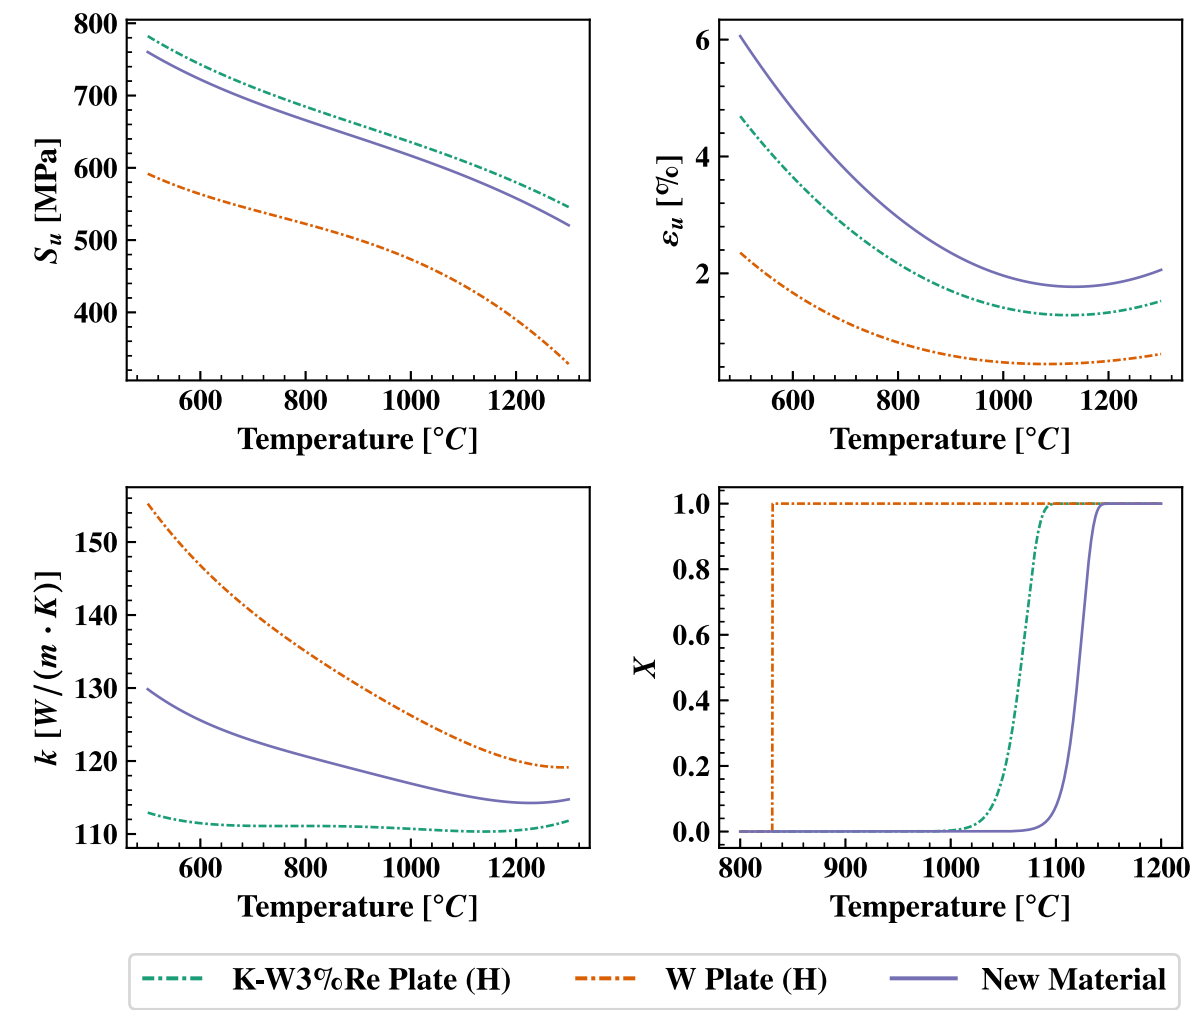 800
700
600
500
400
S_u [MPa]
600 800 1000 1200
Temperature [°C]
6
4
2
ε_u [%]
600 800 1000 1200
Temperature [°C]
150
140
130
120
110
k [W/(m · K)]
600 800 1000 1200
Temperature [°C]
1.0
0.8
0.6
0.4
0.2
0.0
X
800 900 1000 1100 1200
Temperature [°C]
K-W3%Re Plate (H) W Plate (H) New Material